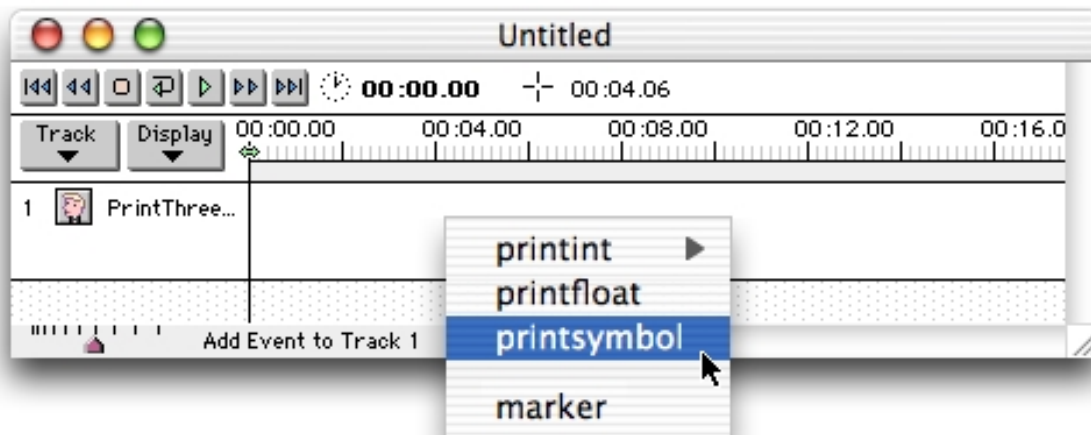 Untitled
00:00.00 00:04.06
Track Display 00:00.00 00:04.00 00:08.00 00:12.00 00:16.0
1 PrintThree...
printint
printfloat
printsymbol
Add Event to Track 1
marker